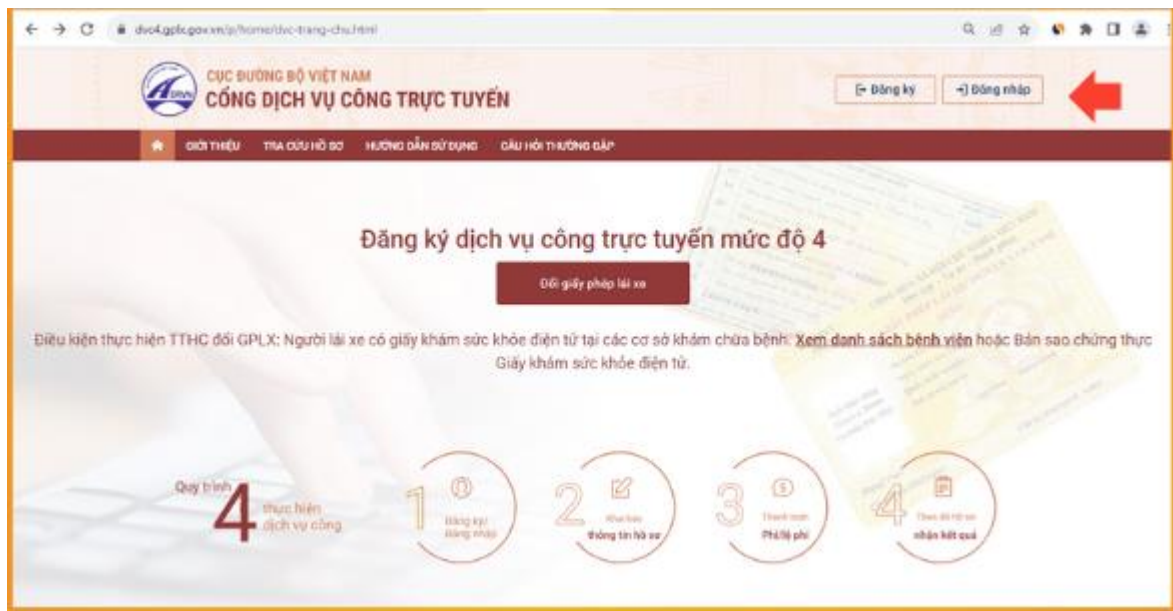 dvc4.gplx.gov.vn/p/home/dvc-trang-chu.html
CỤC ĐƯỜNG BỘ VIỆT NAM
CỔNG DỊCH VỤ CÔNG TRỰC TUYẾN
Đăng ký
Đăng nhập
GIỚI THIỆU TRA CỨU HỒ SƠ HƯỚNG DẪN SỬ DỤNG CÂU HỎI THƯỜNG GẶP
Đăng ký dịch vụ công trực tuyến mức độ 4
Đổi giấy phép lái xe
Điều kiện thực hiện TTHC đổi GPLX: Người lái xe có giấy khám sức khỏe điện tử tại các cơ sở khám chữa bệnh. Xem danh sách bệnh viện hoặc Bản sao chứng thực
Giấy khám sức khỏe điện tử.
Quy trình
4 thực hiện
dịch vụ công
1 Đăng ký/
Đăng nhập
2 Khai báo
thông tin hồ sơ
3 Thanh toán
Phí/lệ phí
4 Theo dõi hồ sơ
nhận kết quả